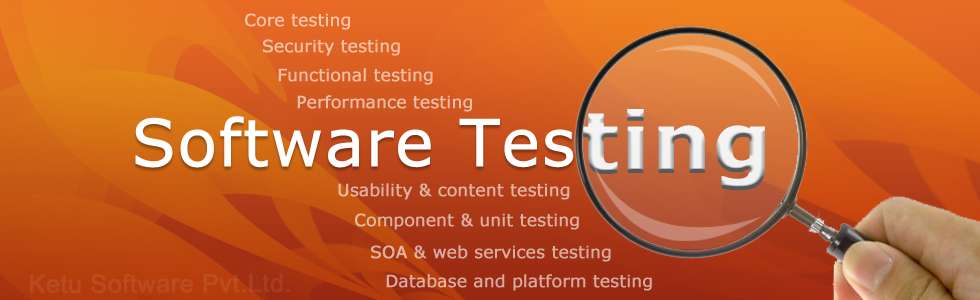 Core testing
Security testing
Functional testing
Performance testing
Software Testing
Usability & content testing
Component & unit testing
SOA & web services testing
Database and platform testing
Ketu Software Pvt.Ltd.